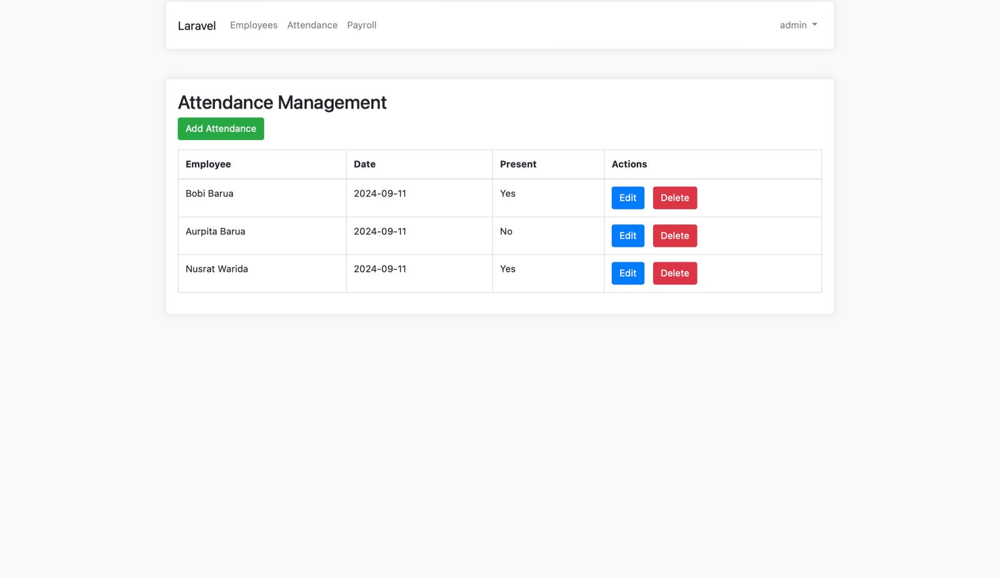 Laravel Employees Attendance Payroll admin
Attendance Management
Add Attendance
Employee Date Present Actions
Bobi Barua 2024-09-11 Yes Edit Delete
Aurpita Barua 2024-09-11 No Edit Delete
Nusrat Warida 2024-09-11 Yes Edit Delete